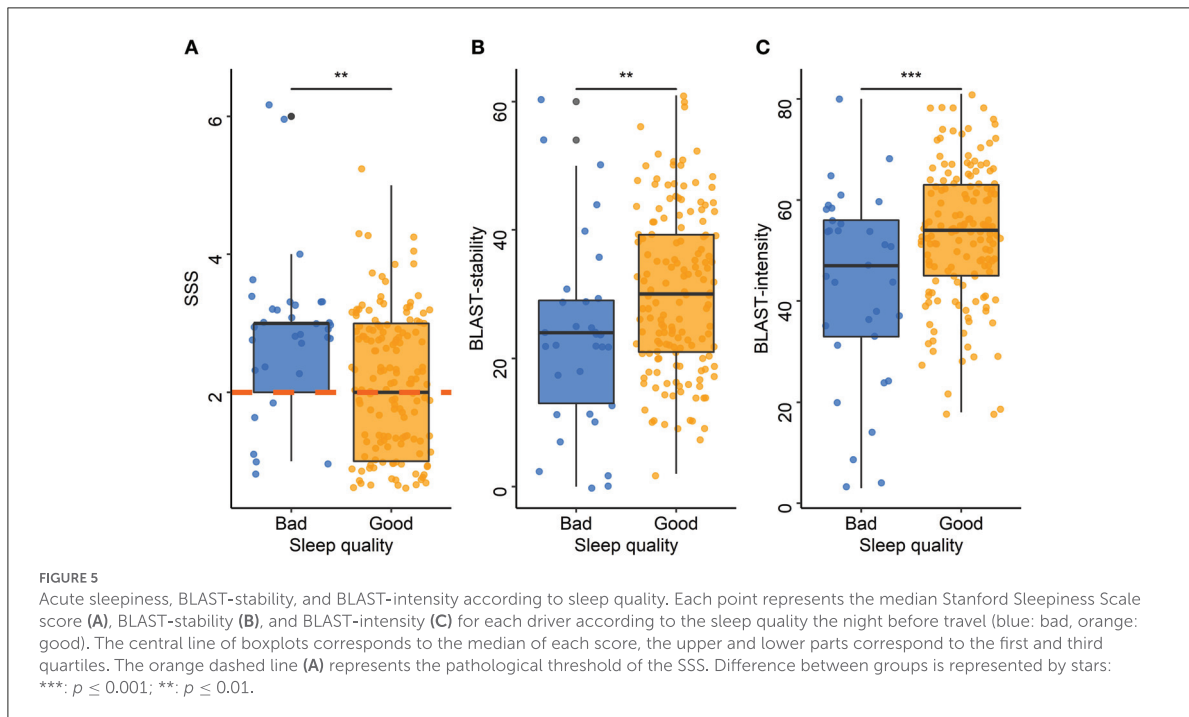 A
B
C
**
**
***
SSS
6
4
2
BLAST-stability
60
40
20
0
BLAST-intensity
80
60
40
20
0
Bad
Good
Bad
Good
Bad
Good
Sleep quality
Sleep quality
Sleep quality
FIGURE 5
Acute sleepiness, BLAST-stability, and BLAST-intensity according to sleep quality. Each point represents the median Stanford Sleepiness Scale
score (A), BLAST-stability (B), and BLAST-intensity (C) for each driver according to the sleep quality the night before travel (blue: bad, orange:
good). The central line of boxplots corresponds to the median of each score, the upper and lower parts correspond to the first and third
quartiles. The orange dashed line (A) represents the pathological threshold of the SSS. Difference between groups is represented by stars:
***: p ≤ 0.001; **: p ≤ 0.01.